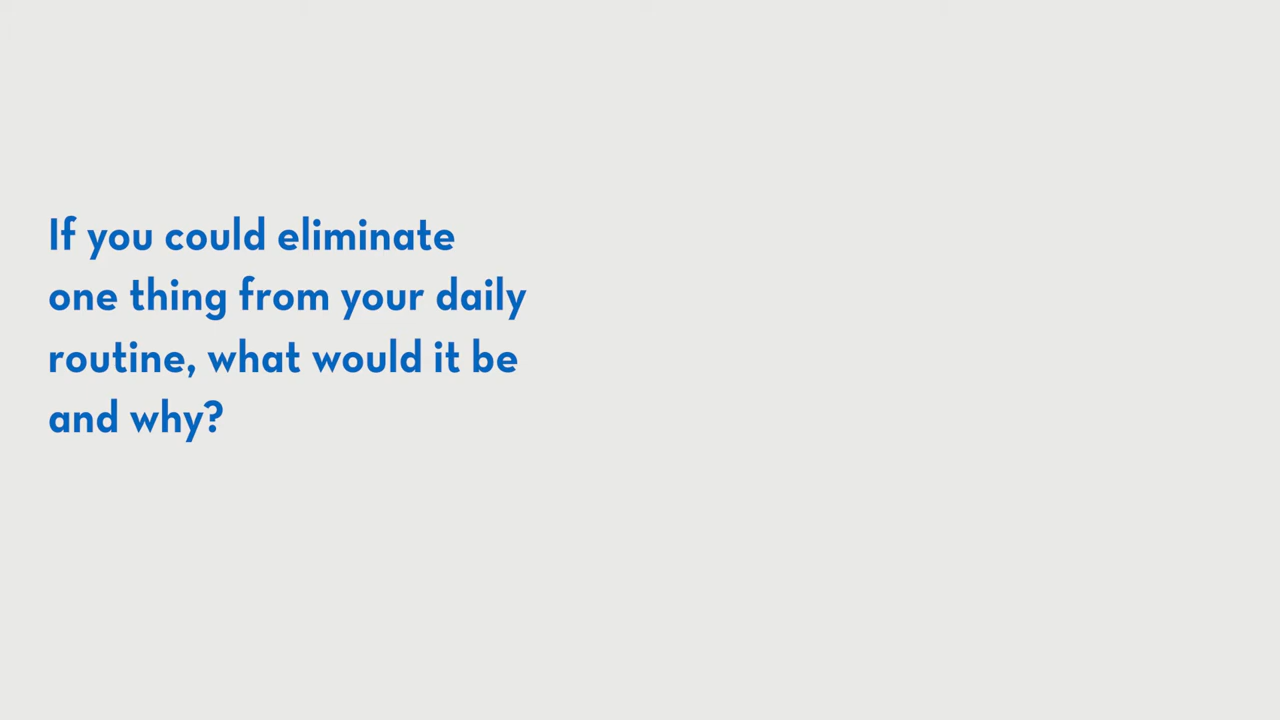 If you could eliminate
one thing from your daily
routine, what would it be
and why?